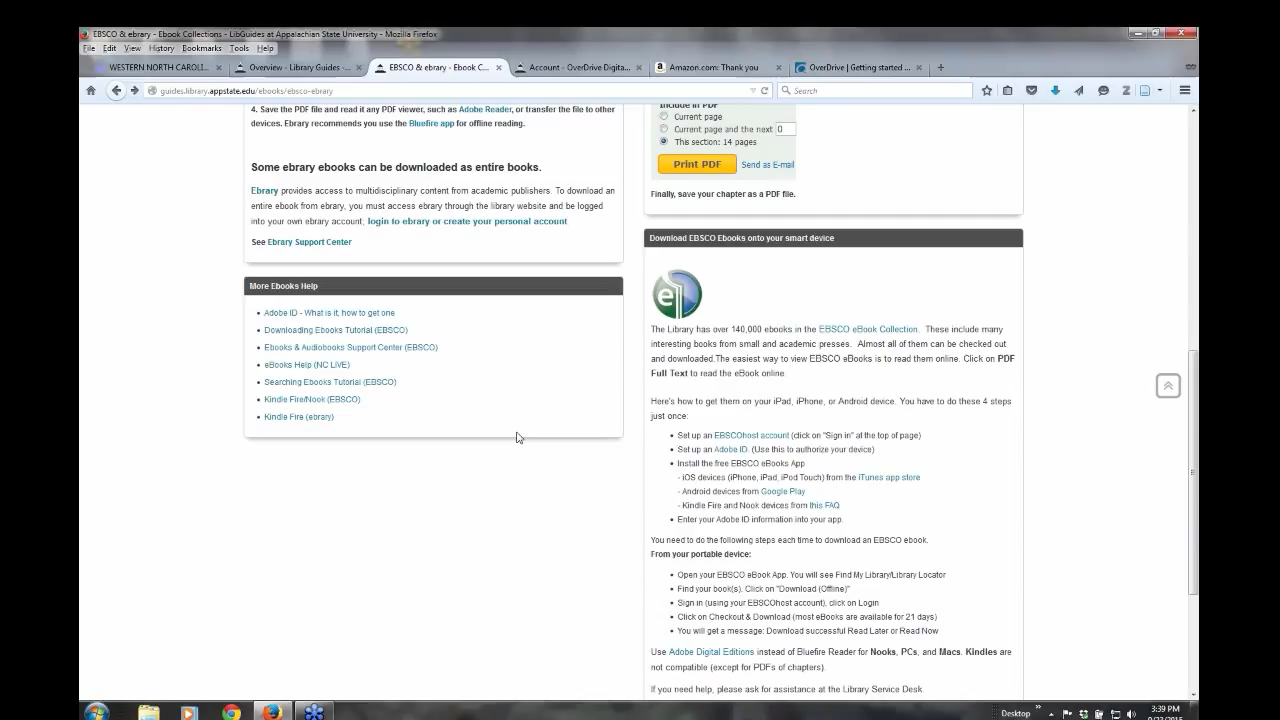 EBSCO & ebrary - Ebook Collections - LibGuides at Appalachian State University - Mozilla Firefox
File Edit View History Bookmarks Tools Help
WESTERN NORTH CAROLI... × Overview - Library Guides - ... × EBSCO & ebrary - Ebook C... × Account - OverDrive Digita... × Amazon.com: Thank you × OverDrive | Getting started ... × +
guides.library.appstate.edu/ebooks/ebsco-ebrary
Search
4. Save the PDF file and read it any PDF viewer, such as Adobe Reader, or transfer the file to other
devices. Ebrary recommends you use the Bluefire app for offline reading.
Some ebrary ebooks can be downloaded as entire books.
Ebrary provides access to multidisciplinary content from academic publishers. To download an
entire ebook from ebrary, you must access ebrary through the library website and be logged
into your own ebrary account; login to ebrary or create your personal account
See Ebrary Support Center
More Ebooks Help
• Adobe ID - What is it, how to get one
• Downloading Ebooks Tutorial (EBSCO)
• Ebooks & Audiobooks Support Center (EBSCO)
• eBooks Help (NC LIVE)
• Searching Ebooks Tutorial (EBSCO)
• Kindle Fire/Nook (EBSCO)
• Kindle Fire (ebrary)
Include in PDF
Current page
Current page and the next 0
This section: 14 pages
Print PDF Send as E-mail
Finally, save your chapter as a PDF file.
Download EBSCO Ebooks onto your smart device
e
The Library has over 140,000 ebooks in the EBSCO eBook Collection. These include many
interesting books from small and academic presses. Almost all of them can be checked out
and downloaded.The easiest way to view EBSCO eBooks is to read them online. Click on PDF
Full Text to read the eBook online.
Here's how to get them on your iPad, iPhone, or Android device. You have to do these 4 steps
just once:
• Set up an EBSCOhost account (click on "Sign in" at the top of page)
• Set up an Adobe ID. (Use this to authorize your device)
• Install the free EBSCO eBooks App
- iOS devices (iPhone, iPad, iPod Touch) from the iTunes app store
- Android devices from Google Play
- Kindle Fire and Nook devices from this FAQ
• Enter your Adobe ID information into your app.
You need to do the following steps each time to download an EBSCO ebook.
From your portable device:
• Open your EBSCO eBook App. You will see Find My Library/Library Locator
• Find your book(s). Click on "Download (Offline)"
• Sign in (using your EBSCOhost account), click on Login
• Click on Checkout & Download (most eBooks are available for 21 days)
• You will get a message: Download successful Read Later or Read Now
Use Adobe Digital Editions instead of Bluefire Reader for Nooks, PCs, and Macs. Kindles are
not compatible (except for PDFs of chapters).
If you need help, please ask for assistance at the Library Service Desk.
Desktop
3:39 PM